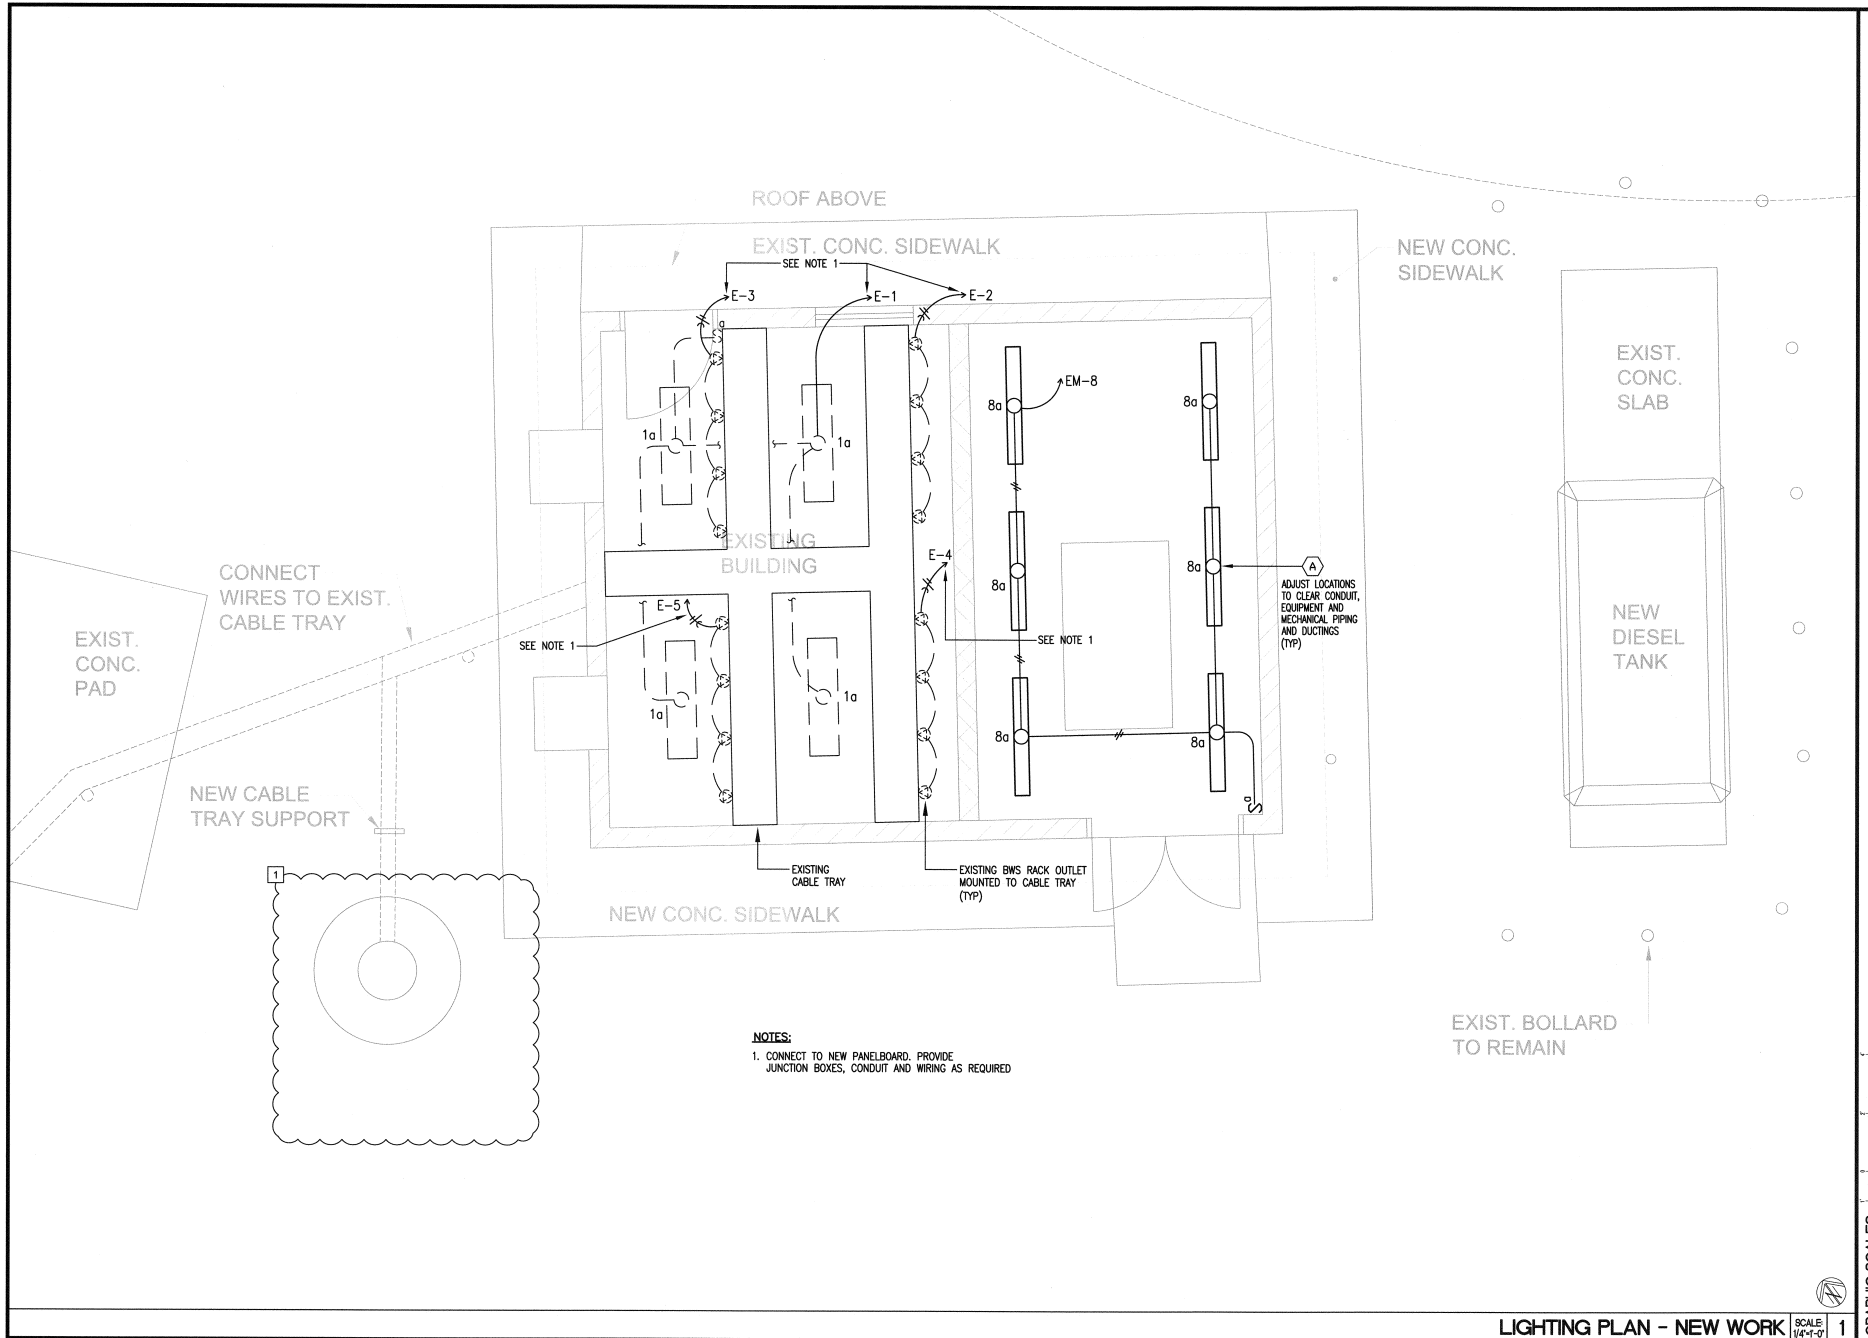 ROOF ABOVE
EXIST. CONC. SIDEWALK
SEE NOTE 1
E-3
E-1
E-2
a
NEW CONC.
SIDEWALK
EM-8
8a
8a
1a
1a
EXIST.
CONC.
SLAB
EXISTING
BUILDING
E-4
8a
8a
A
ADJUST LOCATIONS
TO CLEAR CONDUIT,
EQUIPMENT AND
MECHANICAL PIPING
AND DUCTINGS
(TYP)
CONNECT
WIRES TO EXIST.
CABLE TRAY
E-5
SEE NOTE 1
SEE NOTE 1
EXIST.
CONC.
PAD
NEW
DIESEL
TANK
1a
1a
8a
8a
a
S
NEW CABLE
TRAY SUPPORT
1
EXISTING
CABLE TRAY
EXISTING BWS RACK OUTLET
MOUNTED TO CABLE TRAY
(TYP)
NEW CONC. SIDEWALK
EXIST. BOLLARD
TO REMAIN
NOTES:
1. CONNECT TO NEW PANELBOARD. PROVIDE
JUNCTION BOXES, CONDUIT AND WIRING AS REQUIRED
N
LIGHTING PLAN - NEW WORK
SCALE:
1/4"=1'-0"
1